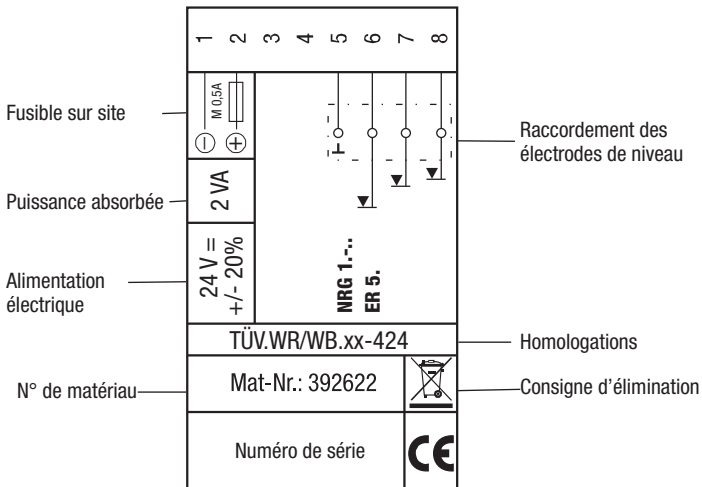 1 2 3 4 5 6 7 8
Fusible sur site
M 0,5A
Raccordement des
électrodes de niveau
Puissance absorbée
2 VA
Alimentation
électrique
24 V =
+/- 20%
NRG 1.-..
ER 5.
TÜV.WR/WB.xx-424
Homologations
N° de matériau
Mat-Nr.: 392622
Consigne d’élimination
Numéro de série
CE